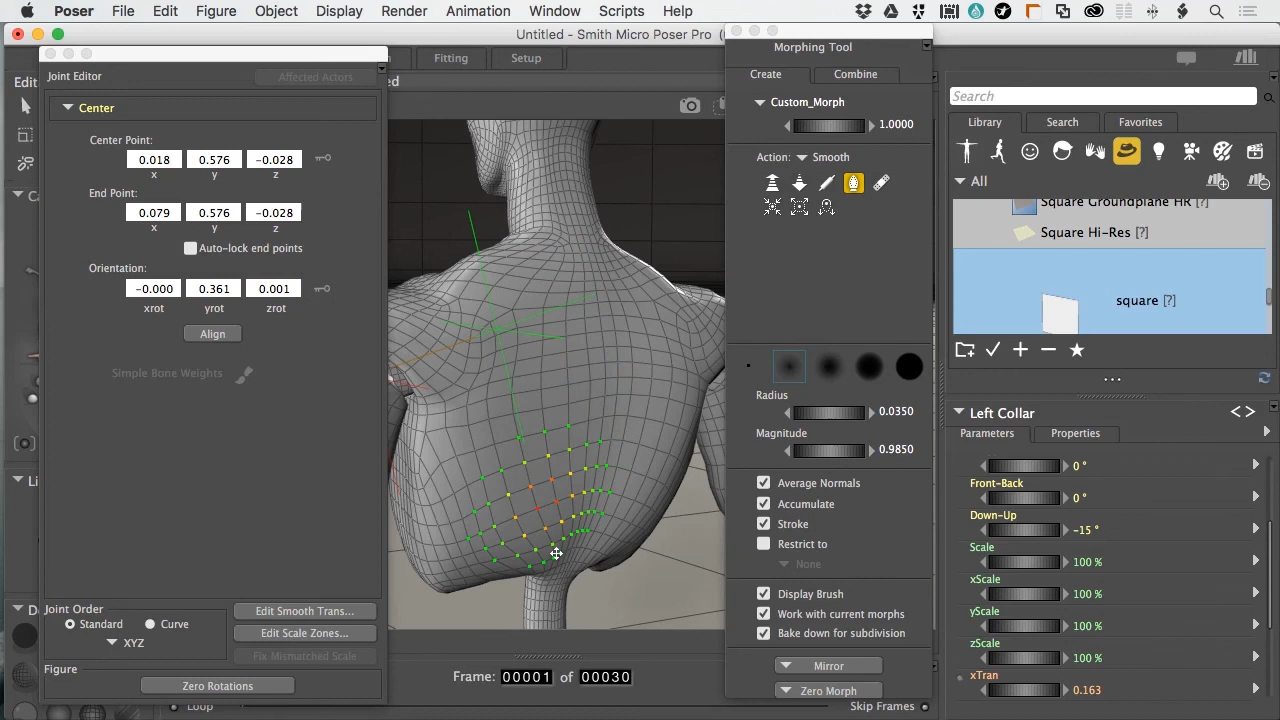 Poser File Edit Figure Object Display Render Animation Window Scripts Help
Untitled - Smith Micro Poser Pro
Fitting Setup
Joint Editor
Affected Actors
Center
Center Point:
0.018 0.576 -0.028
x y z
End Point:
0.079 0.576 -0.028
x y z
Auto-lock end points
Orientation:
-0.000 0.361 0.001
xrot yrot zrot
Align
Simple Bone Weights
Joint Order
Standard Curve
XYZ
Edit Smooth Trans...
Edit Scale Zones...
Fix Mismatched Scale
Figure
Zero Rotations
Loop
Frame: 00001 of 00030
Skip Frames
Morphing Tool
Create Combine
Custom_Morph
1.0000
Action: Smooth
Radius
0.0350
Magnitude
0.9850
Average Normals
Accumulate
Stroke
Restrict to
None
Display Brush
Work with current morphs
Bake down for subdivision
Mirror
Zero Morph
Search
Library Search Favorites
All
Square Groundplane HR [?]
Square Hi-Res [?]
square [?]
Left Collar
Parameters Properties
0 °
Front-Back
0 °
Down-Up
-15 °
Scale
100 %
xScale
100 %
yScale
100 %
zScale
100 %
xTran
0.163